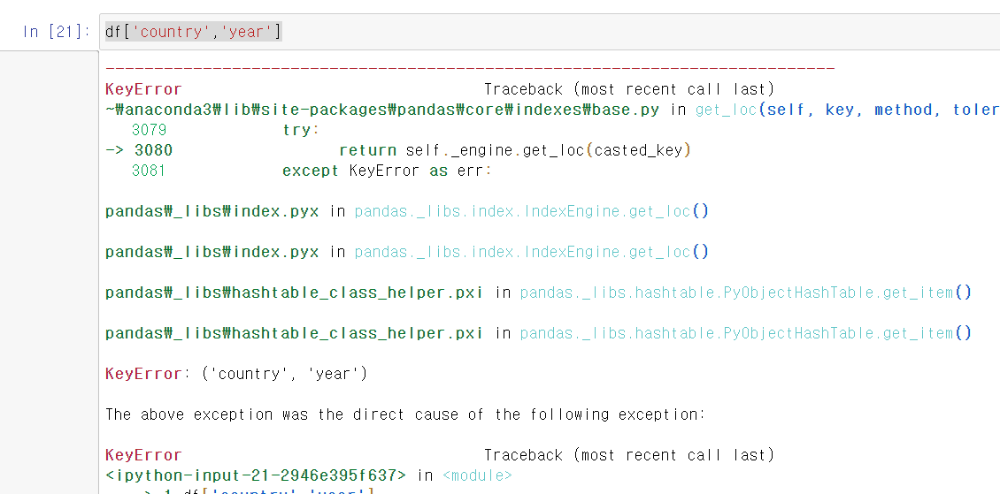 In [21]: df['country','year']
---------------------------------------------------------------------------
KeyError                                  Traceback (most recent call last)
~₩anaconda3₩lib₩site-packages₩pandas₩core₩indexes₩base.py in get_loc(self, key, method, toler
   3079             try:
-> 3080                 return self._engine.get_loc(casted_key)
   3081             except KeyError as err:
pandas₩_libs₩index.pyx in pandas._libs.index.IndexEngine.get_loc()
pandas₩_libs₩index.pyx in pandas._libs.index.IndexEngine.get_loc()
pandas₩_libs₩hashtable_class_helper.pxi in pandas._libs.hashtable.PyObjectHashTable.get_item()
pandas₩_libs₩hashtable_class_helper.pxi in pandas._libs.hashtable.PyObjectHashTable.get_item()
KeyError: ('country', 'year')
The above exception was the direct cause of the following exception:
KeyError                                  Traceback (most recent call last)
<ipython-input-21-2946e395f637> in <module>
----> 1 df['country','year']